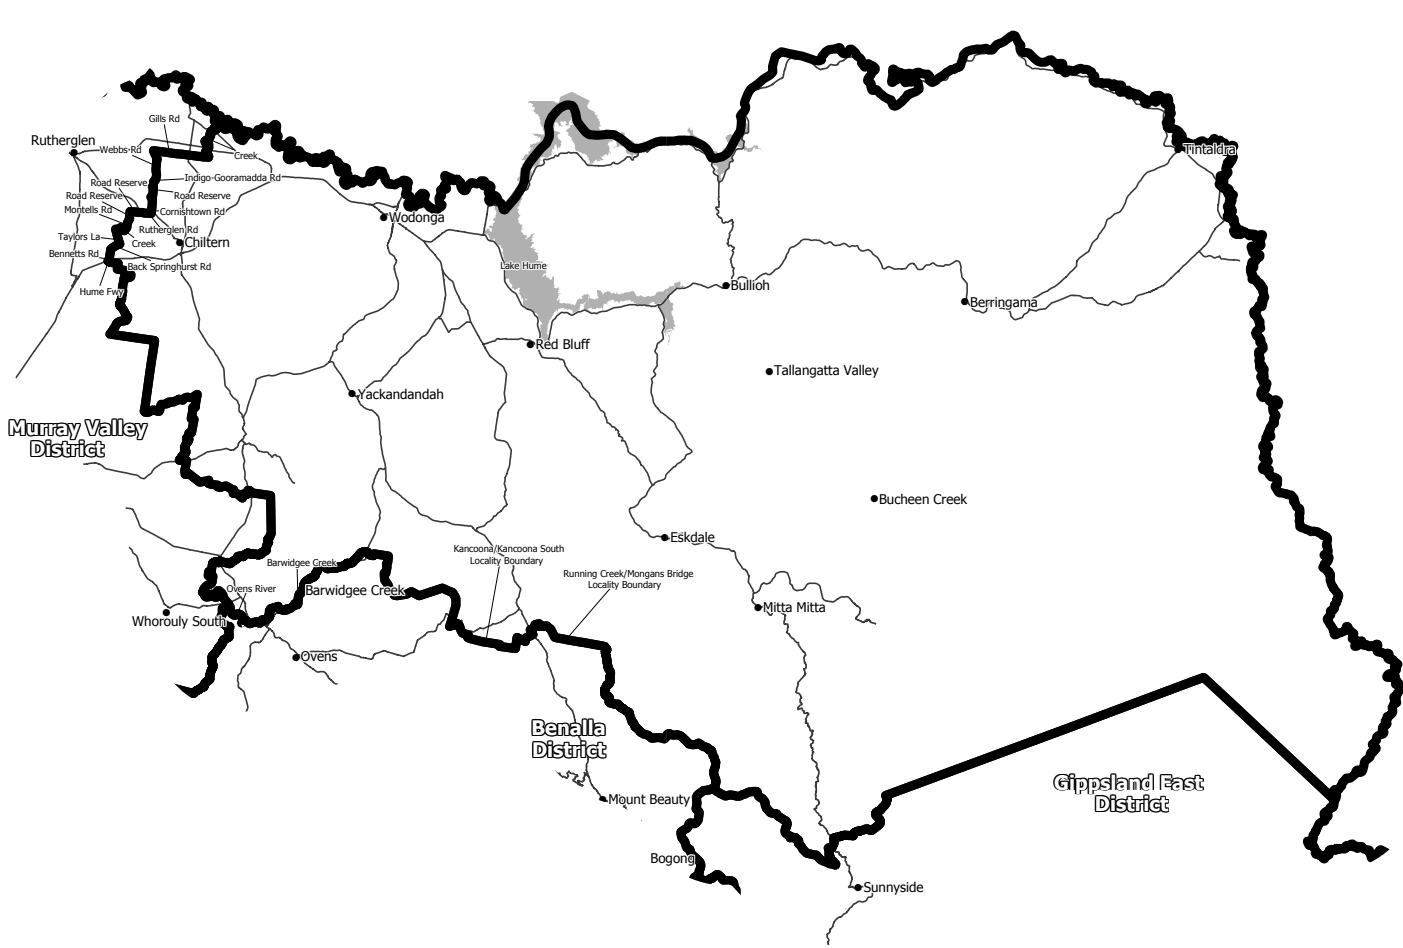 Gills Rd
Rutherglen
Webbs Rd
Creek
Tintaldra
Indigo-Gooramadda Rd
Road Reserve
Road Reserve
Road Reserve
Montells Rd
Cornishtown Rd
Wodonga
Rutherglen Rd
Taylors La
Creek
Chiltern
Bennetts Rd
Back Springhurst Rd
Lake Hume
Hume Fwy
Bullioh
Berringama
Red Bluff
Tallangatta Valley
Yackandandah
Murray Valley
District
Bucheen Creek
Eskdale
Kancoona/Kancoona South
Locality Boundary
Barwidgee Creek
Running Creek/Mongans Bridge
Locality Boundary
Ovens River
Barwidgee Creek
Mitta Mitta
Whorouly South
Ovens
Benalla
District
Gippsland East
District
Mount Beauty
Bogong
Sunnyside